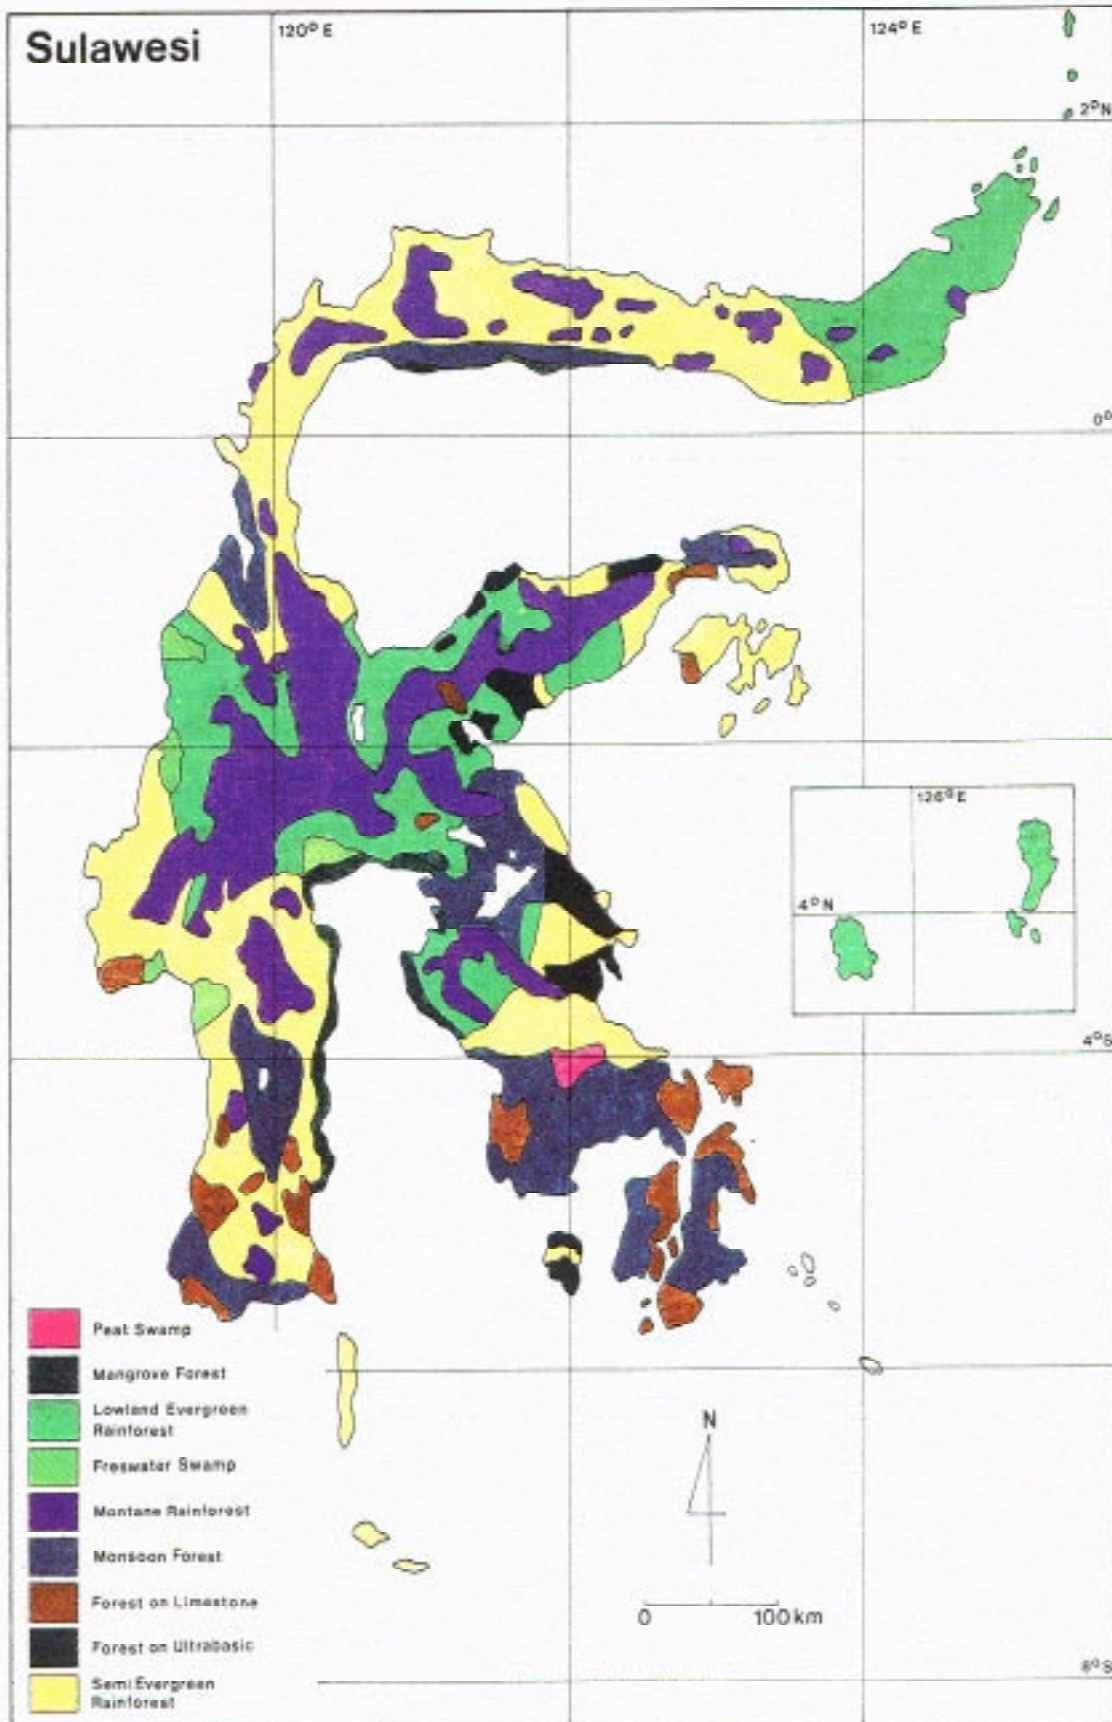 Sulawesi
120° E
124° E
2°N
0°
126° E
4° N
4°S
Peat Swamp
Mangrove Forest
Lowland Evergreen
Rainforest
Freswater Swamp
Montane Rainforest
Monsoon Forest
Forest on Limestone
Forest on Ultrabasic
Semi Evergreen
Rainforest
N
0
100 km
8°S